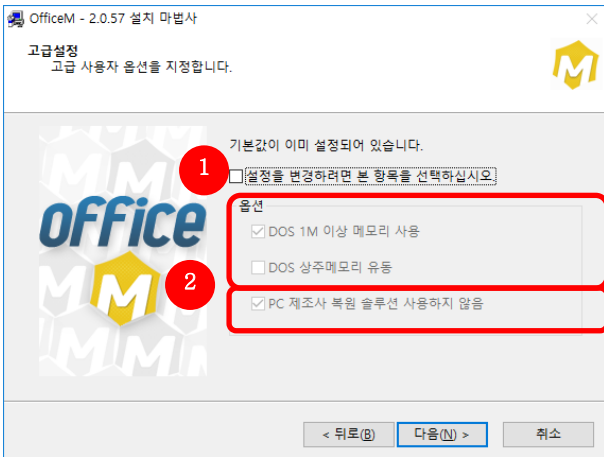 OfficeM - 2.0.57 설치 마법사
고급설정
고급 사용자 옵션을 지정합니다.
M
기본값이 이미 설정되어 있습니다.
1
설정을 변경하려면 본 항목을 선택하십시오.
옵션
DOS 1M 이상 메모리 사용
DOS 상주메모리 유동
2
PC 제조사 복원 솔루션 사용하지 않음
office
M
< 뒤로(B)
다음(N) >
취소